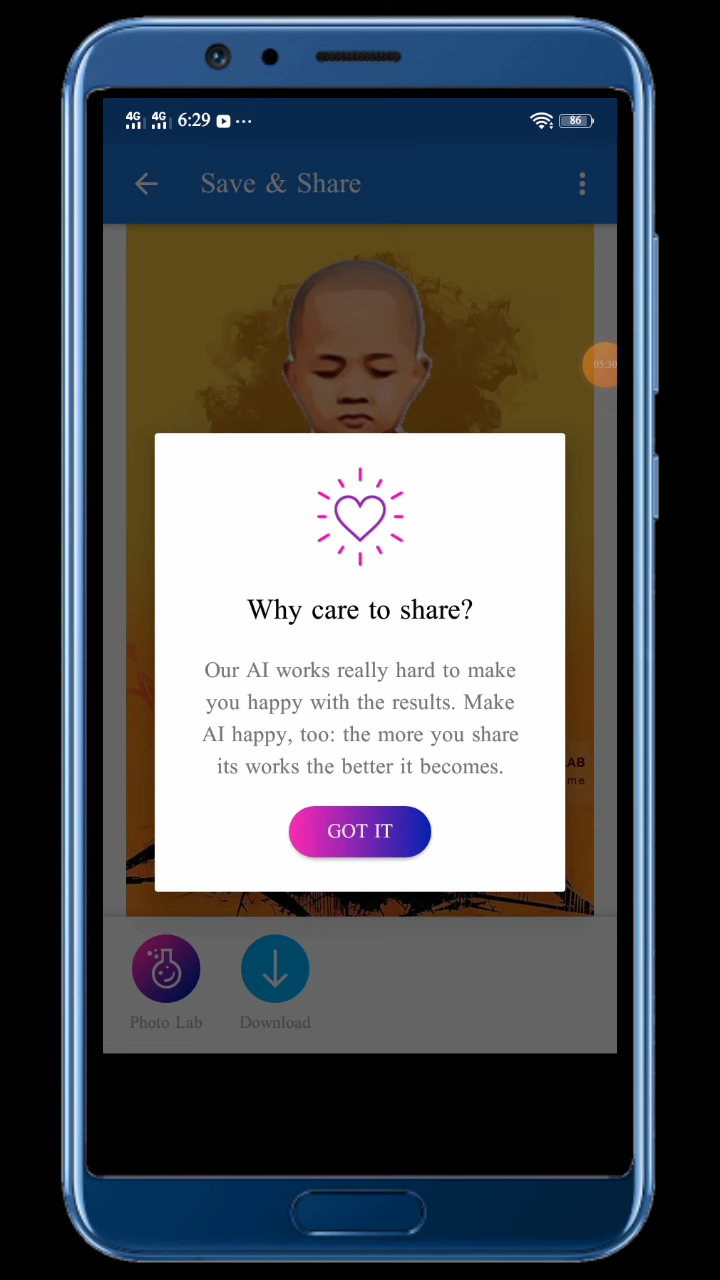 4G 4G 6:29 ... 86
Save & Share
05:30
Why care to share?
Our AI works really hard to make
you happy with the results. Make
AI happy, too: the more you share
its works the better it becomes.
AB
me
GOT IT
Photo Lab Download